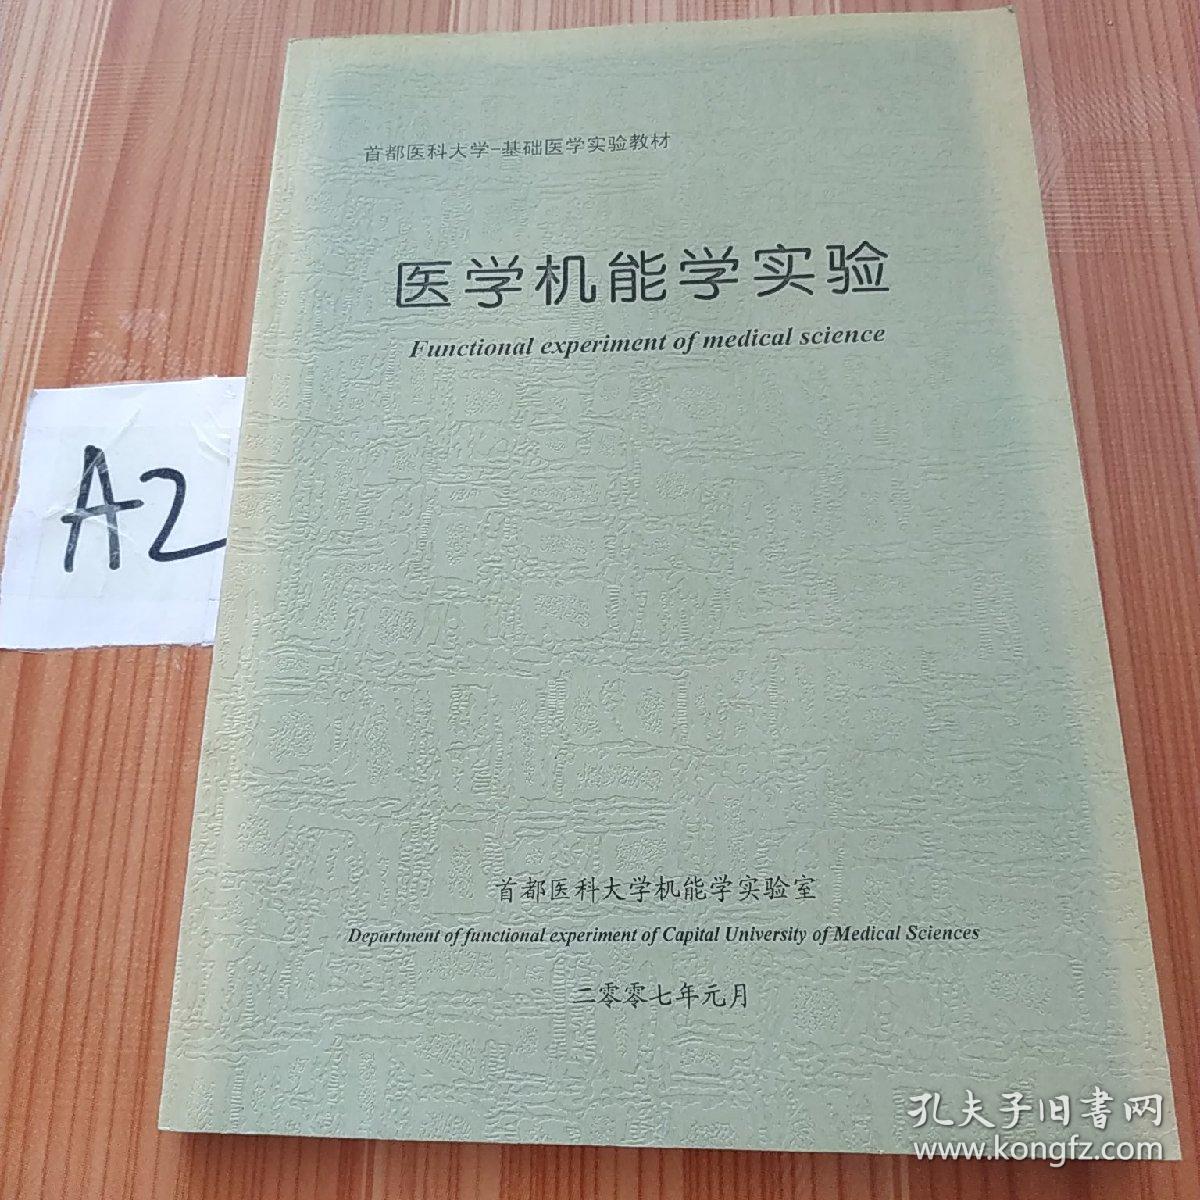 首都医科大学-基础医学实验教材
医学机能学实验
Functional experiment of medical science
A2
首都医科大学机能学实验室
Department of functional experiment of Capital University of Medical Sciences
二零零七年元月
孔夫子旧書网
www.kongfz.com